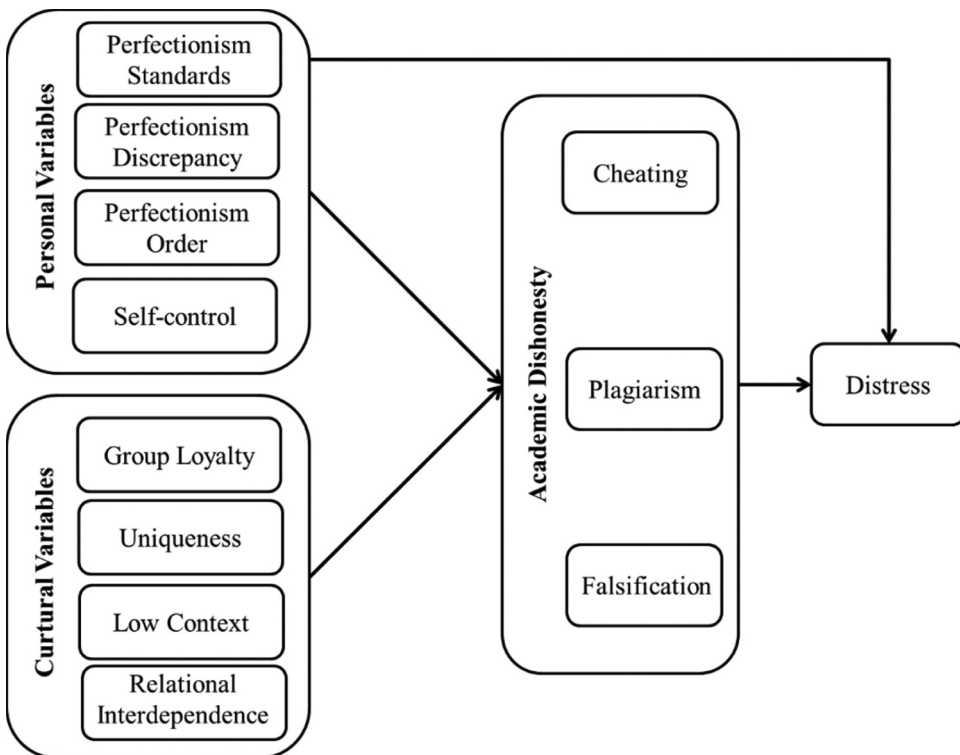 Personal Variables
Perfectionism
Standards
Perfectionism
Discrepancy
Perfectionism
Order
Self-control
Curtural Variables
Group Loyalty
Uniqueness
Low Context
Relational
Interdependence
Academic Dishonesty
Cheating
Plagiarism
Falsification
Distress